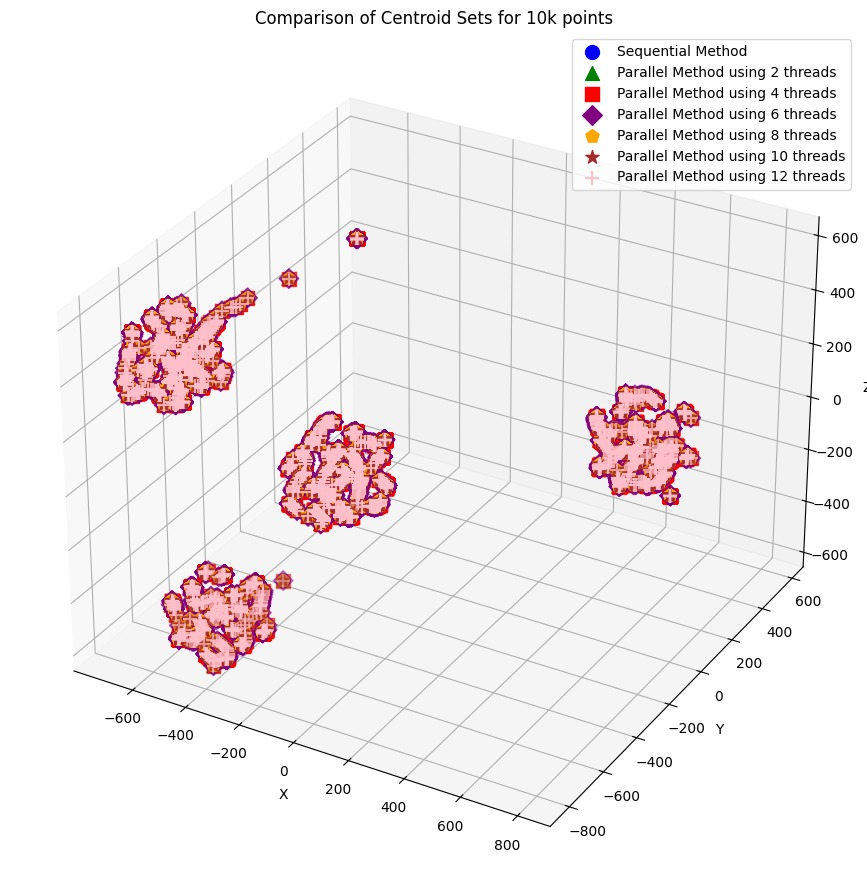 Comparison of Centroid Sets for 10k points
Sequential Method
Parallel Method using 2 threads
Parallel Method using 4 threads
Parallel Method using 6 threads
Parallel Method using 8 threads
Parallel Method using 10 threads
Parallel Method using 12 threads
600
400
200
0
−200
−400
−600
Z
600
400
200
0
−200
−400
−600
−800
Y
−600
−400
−200
0
200
400
600
800
X